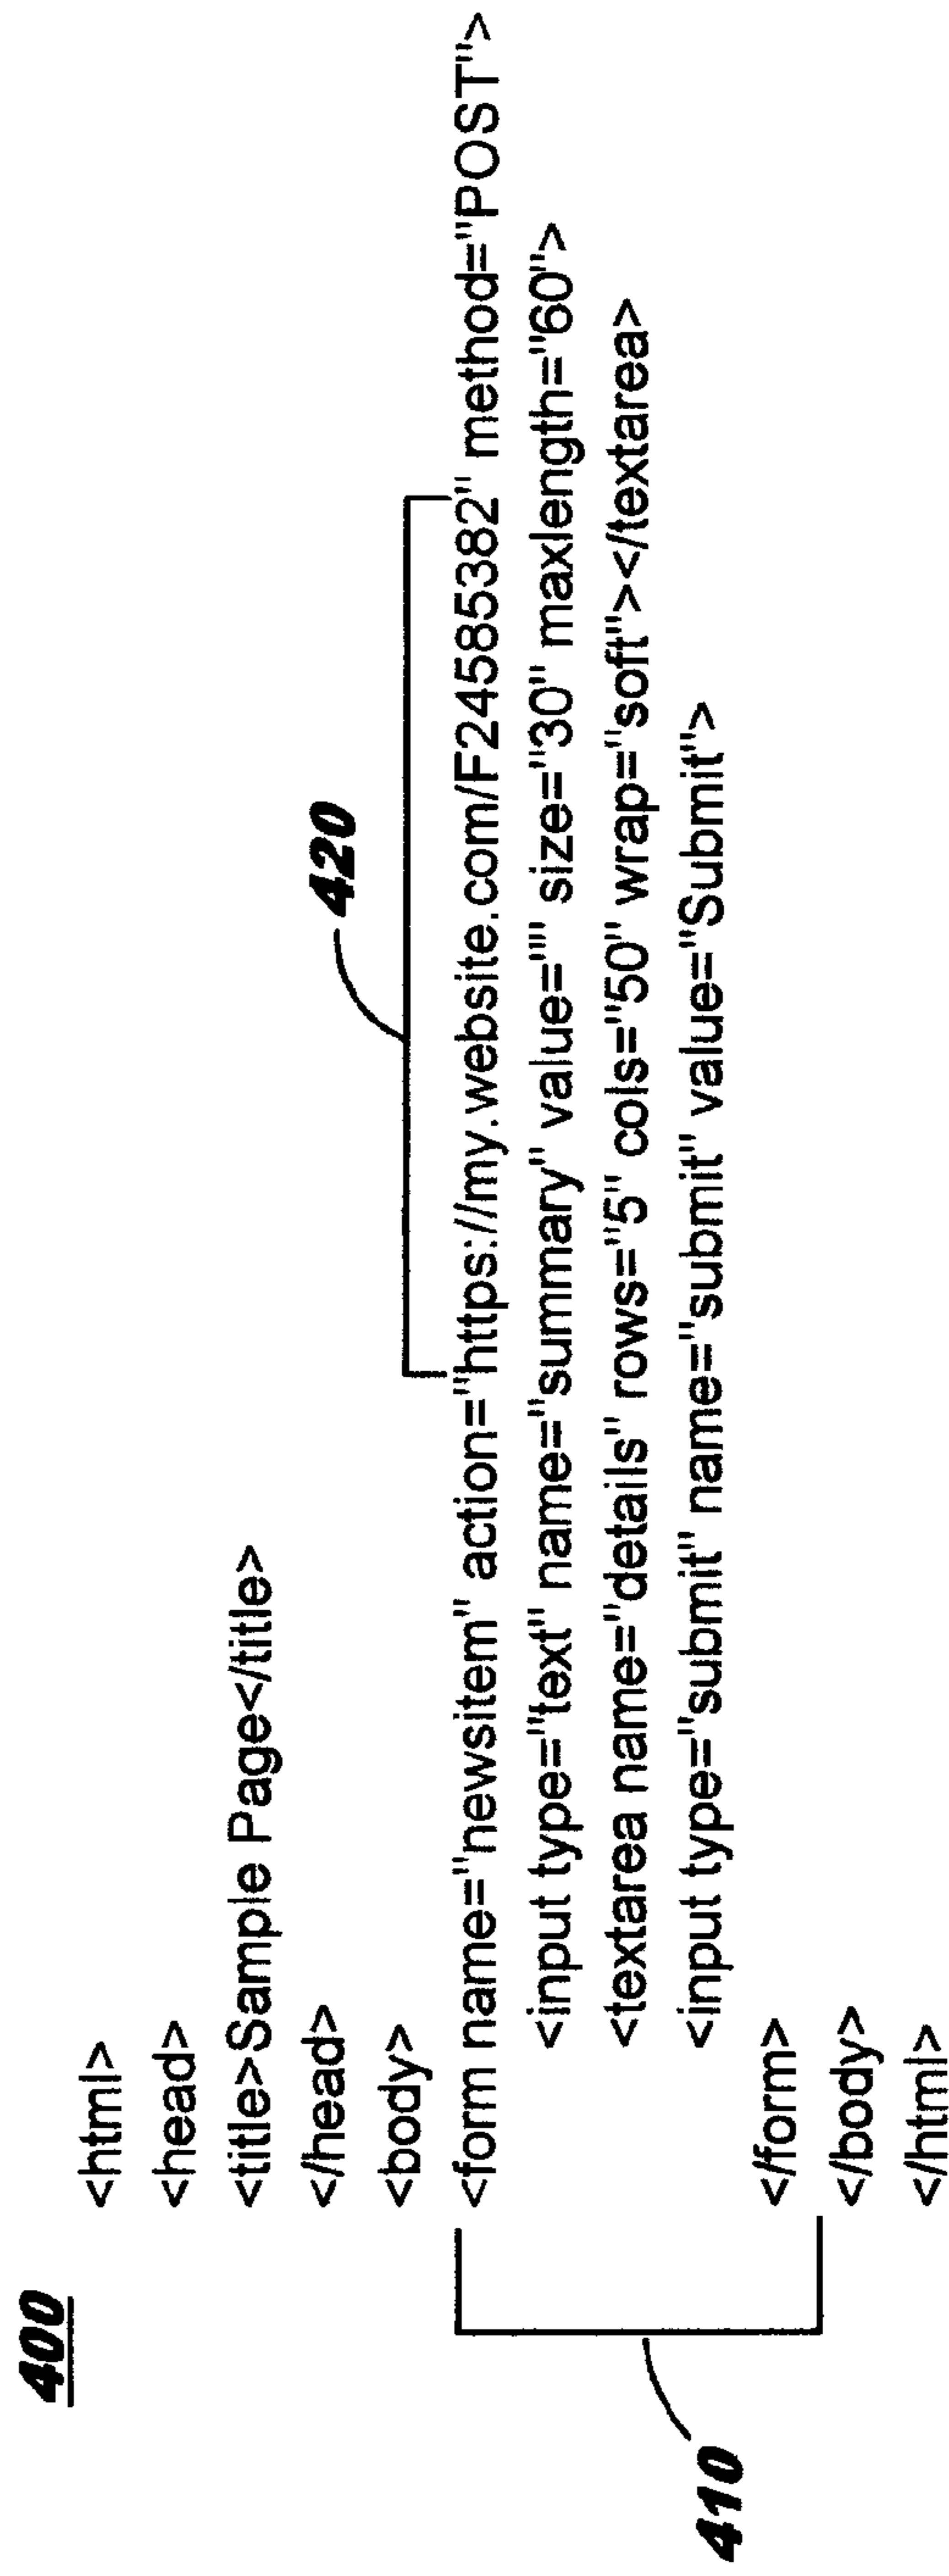 400
<html>
<head>
<title>Sample Page</title>
</head>
<body>
420
<form name="newsitem" action="https://my.website.com/F24585382" method="POST">
<input type="text" name="summary" value="" size="30" maxlength="60">
<textarea name="details" rows="5" cols="50" wrap="soft"></textarea>
<input type="submit" name="submit" value="Submit">
</form>
410
</body>
</html>